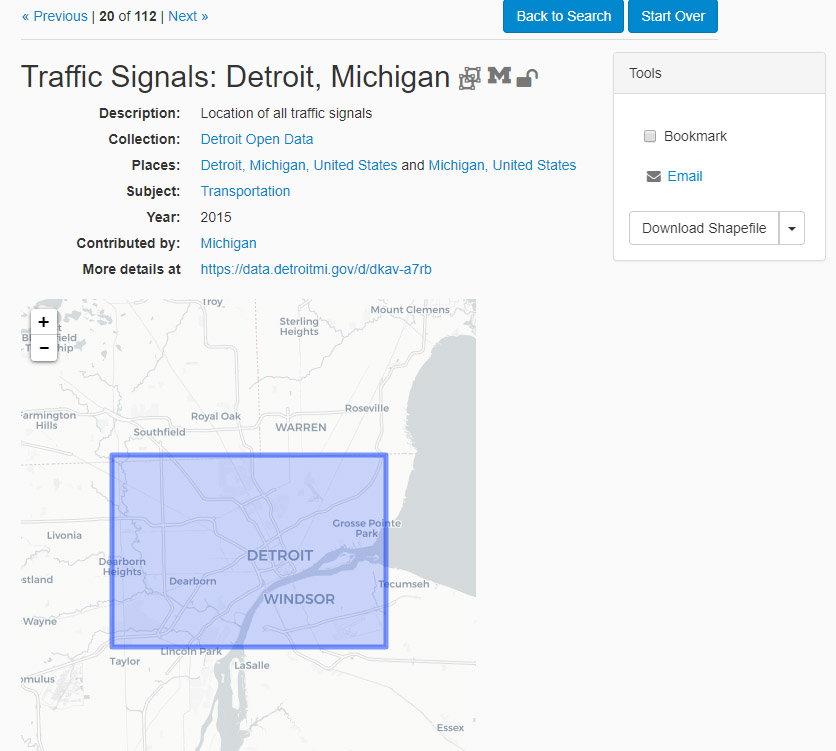 « Previous | 20 of 112 | Next »
Back to Search
Start Over
Traffic Signals: Detroit, Michigan
Description: Location of all traffic signals
Collection: Detroit Open Data
Places: Detroit, Michigan, United States and Michigan, United States
Subject: Transportation
Year: 2015
Contributed by: Michigan
More details at https://data.detroitmi.gov/d/dkav-a7rb
Tools
Bookmark
Email
Download Shapefile
+
−
Troy
Mount Clemens
Sterling
Heights
Royal Oak
Roseville
armington
Hills
Southfield
WARREN
Grosse Pointe
Park
Livonia
DETROIT
Dearborn
Heights
stland
Dearborn
Tecumseh
WINDSOR
Wayne
Lincoln Park
Taylor
LaSalle
omulus
Essex